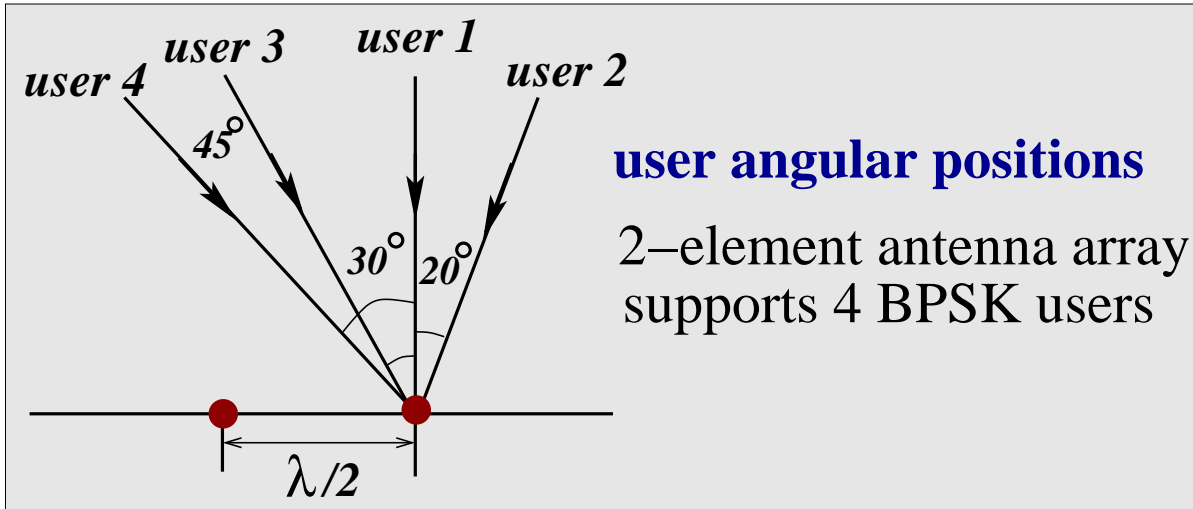 user 4
user 3
user 1
user 2
45°
30°
20°
λ/2
user angular positions
2−element antenna array
supports 4 BPSK users